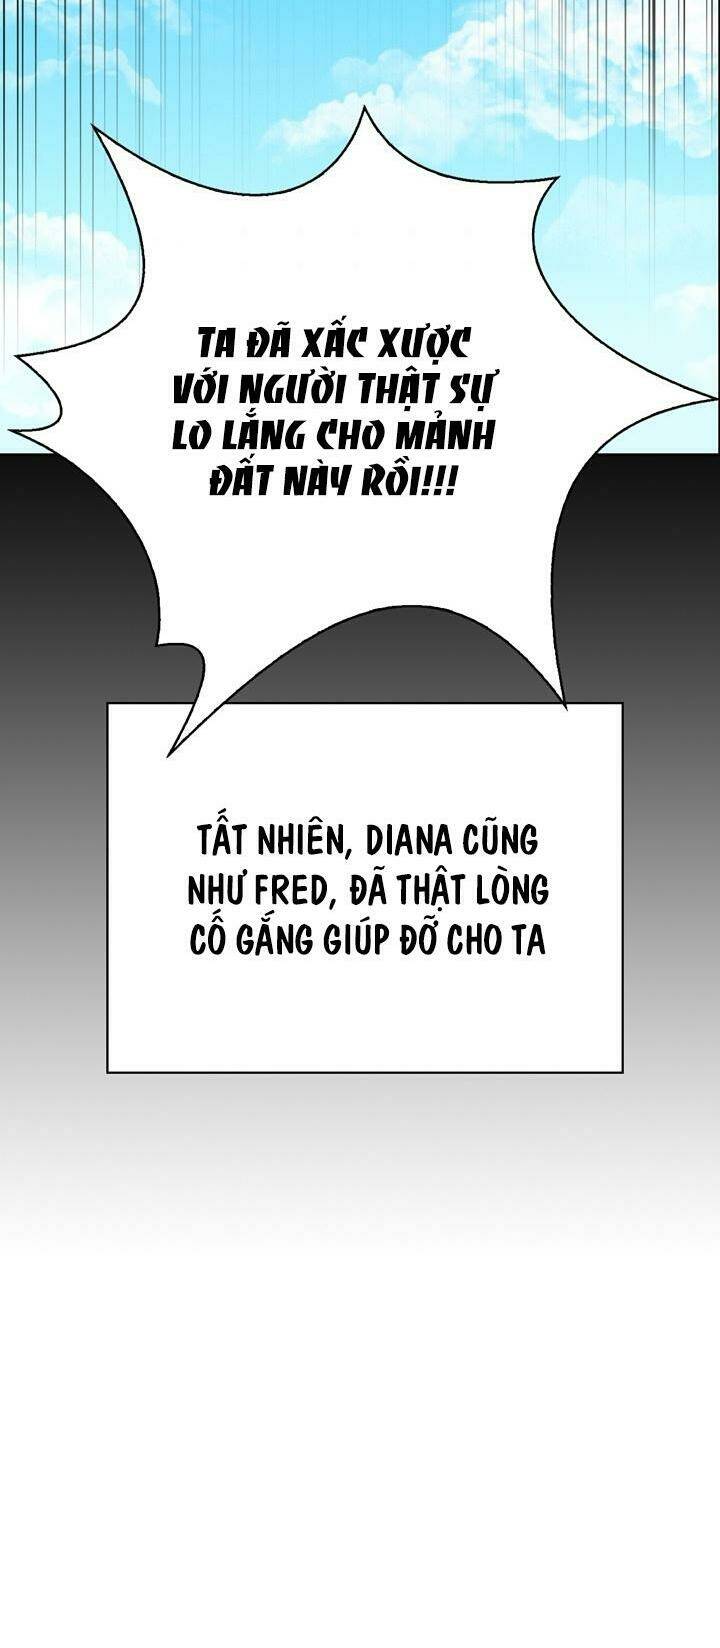 TA ĐÃ XẤC XƯỢC
VỚI NGƯỜI THẬT SỰ
LO LẮNG CHO MẢNH
ĐẤT NÀY RỒI!!!
TẤT NHIÊN, DIANA CŨNG
NHƯ FRED, ĐÃ THẬT LÒNG
CỐ GẮNG GIÚP ĐỠ CHO TA